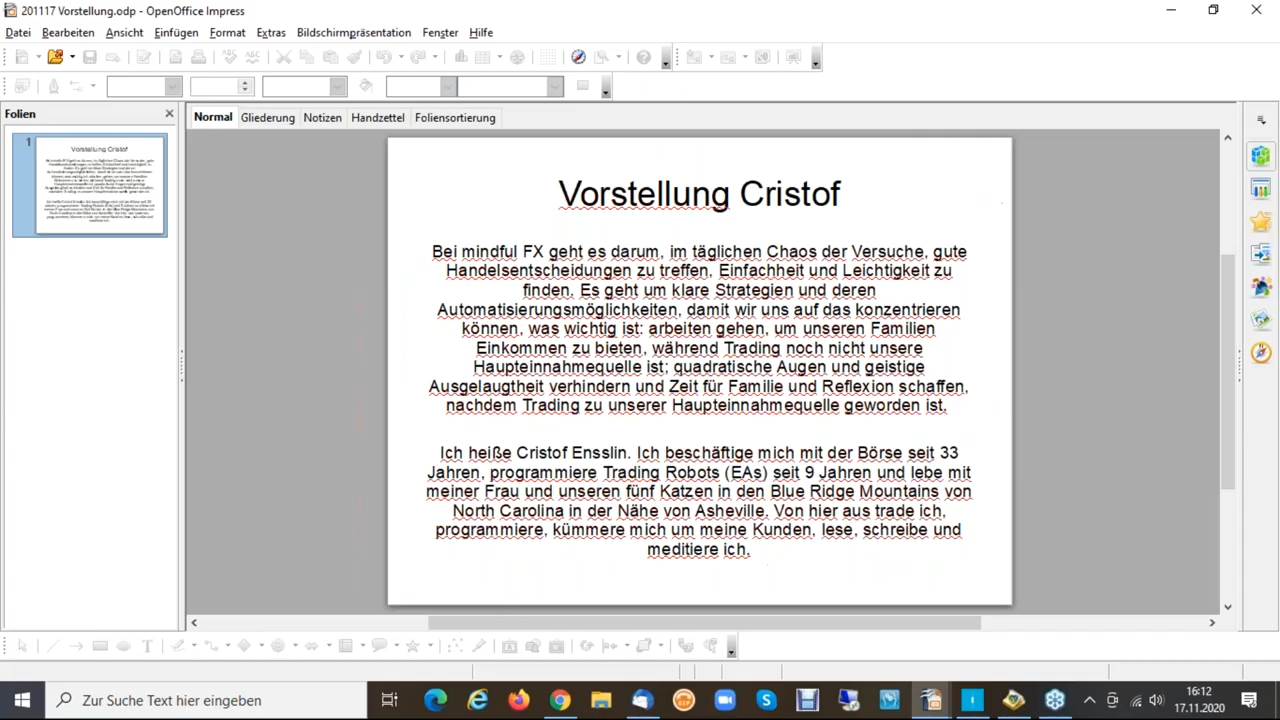 201117 Vorstellung.odp - OpenOffice Impress
Datei Bearbeiten Ansicht Einfügen Format Extras Bildschirmpräsentation Fenster Hilfe
Folien
Normal Gliederung Notizen Handzettel Foliensortierung
1
Vorstellung Cristof
Vorstellung Cristof
Bei mindful FX geht es darum, im täglichen Chaos der Versuche, gute
Handelsentscheidungen zu treffen, Einfachheit und Leichtigkeit zu
finden. Es geht um klare Strategien und deren
Automatisierungsmöglichkeiten, damit wir uns auf das konzentrieren
können, was wichtig ist: arbeiten gehen, um unseren Familien
Einkommen zu bieten, während Trading noch nicht unsere
Haupteinnahmequelle ist; quadratische Augen und geistige
Ausgelaugtheit verhindern und Zeit für Familie und Reflexion schaffen,
nachdem Trading zu unserer Haupteinnahmequelle geworden ist.
Ich heiße Cristof Ensslin. Ich beschäftige mich mit der Börse seit 33
Jahren, programmiere Trading Robots (EAs) seit 9 Jahren und lebe mit
meiner Frau und unseren fünf Katzen in den Blue Ridge Mountains von
North Carolina in der Nähe von Asheville. Von hier aus trade ich,
programmiere, kümmere mich um meine Kunden, lese, schreibe und
meditiere ich.
Zur Suche Text hier eingeben
16:12
17.11.2020